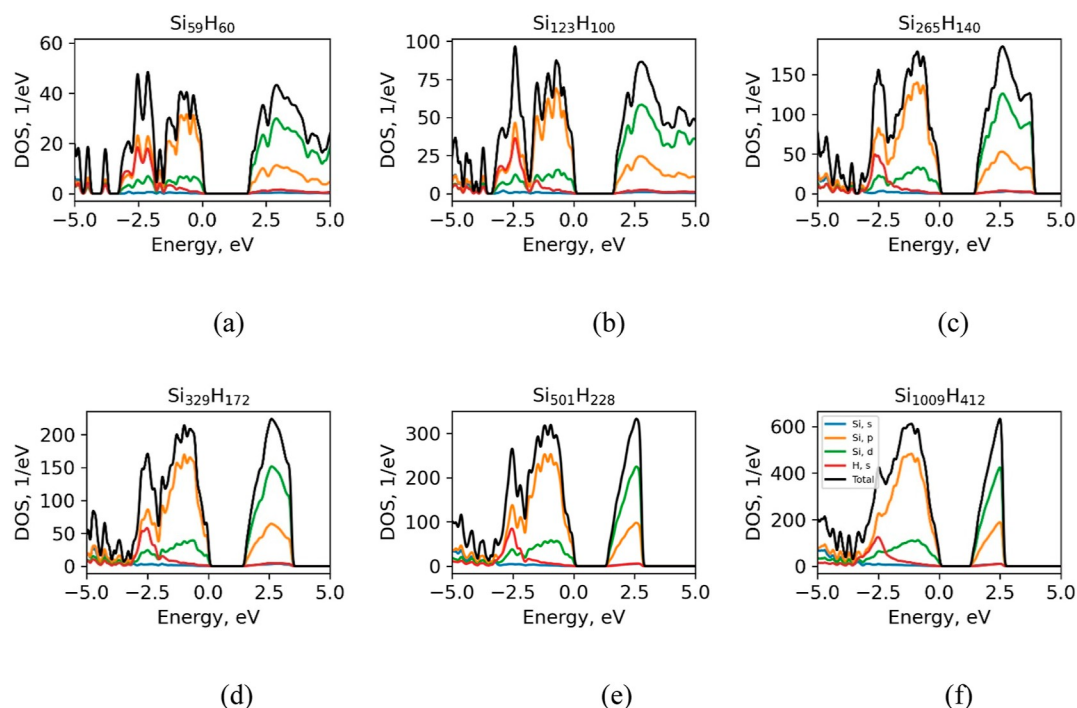 Si₅₉H₆₀
60
40
20
0
DOS, 1/eV
−5.0 −2.5 0.0 2.5 5.0
Energy, eV
(a)
Si₁₂₃H₁₀₀
100
75
50
25
0
DOS, 1/eV
−5.0 −2.5 0.0 2.5 5.0
Energy, eV
(b)
Si₂₆₅H₁₄₀
150
100
50
0
DOS, 1/eV
−5.0 −2.5 0.0 2.5 5.0
Energy, eV
(c)
Si₃₂₉H₁₇₂
200
150
100
50
0
DOS, 1/eV
−5.0 −2.5 0.0 2.5 5.0
Energy, eV
(d)
Si₅₀₁H₂₂₈
300
200
100
0
DOS, 1/eV
−5.0 −2.5 0.0 2.5 5.0
Energy, eV
(e)
Si₁₀₀₉H₄₁₂
600
400
200
0
DOS, 1/eV
Si, s
Si, p
Si, d
H, s
Total
−5.0 −2.5 0.0 2.5 5.0
Energy, eV
(f)